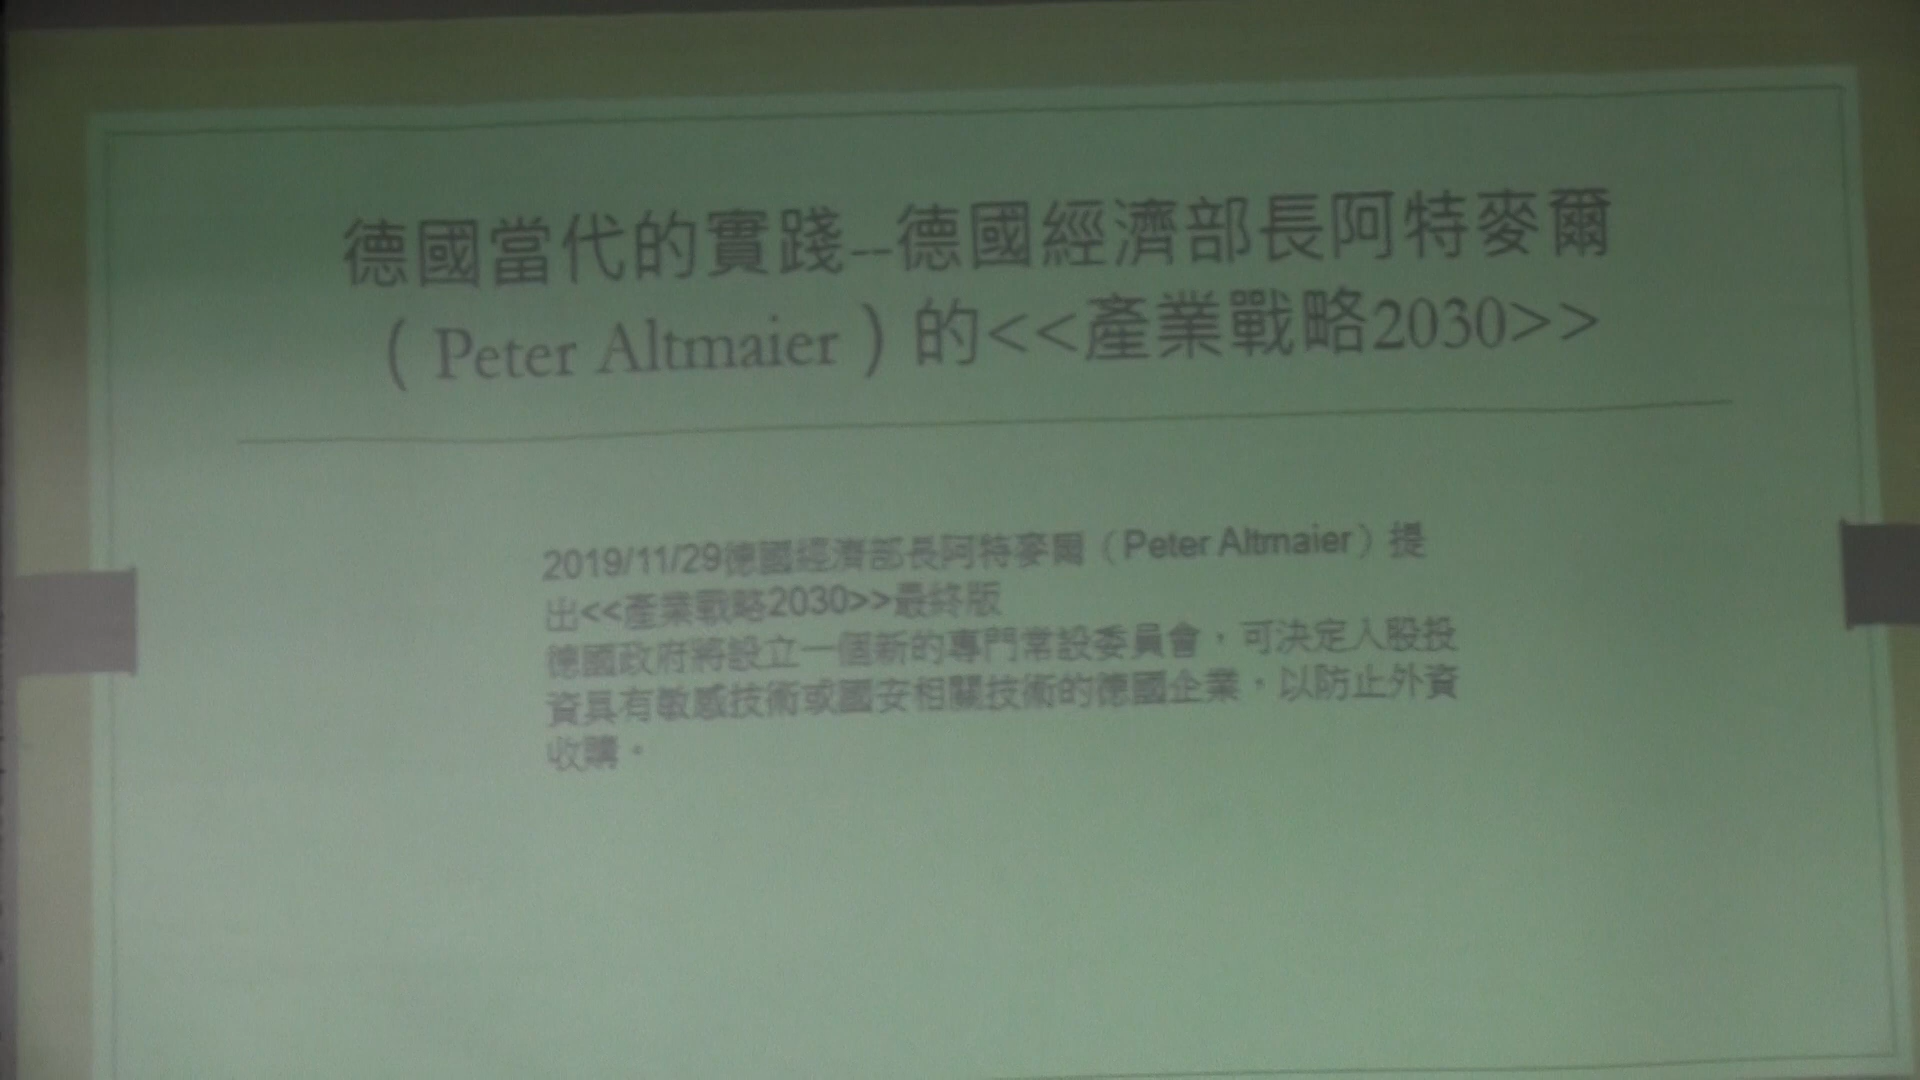 德國當代的實踐--德國經濟部長阿特麥爾
（Peter Altmaier）的<<產業戰略2030>>
2019/11/29德國經濟部長阿特麥爾（Peter Altmaier）提
出<<產業戰略2030>>最終版
德國政府將設立一個新的專門常設委員會，可決定入股投
資具有敏感技術或國安相關技術的德國企業，以防止外資
收購。